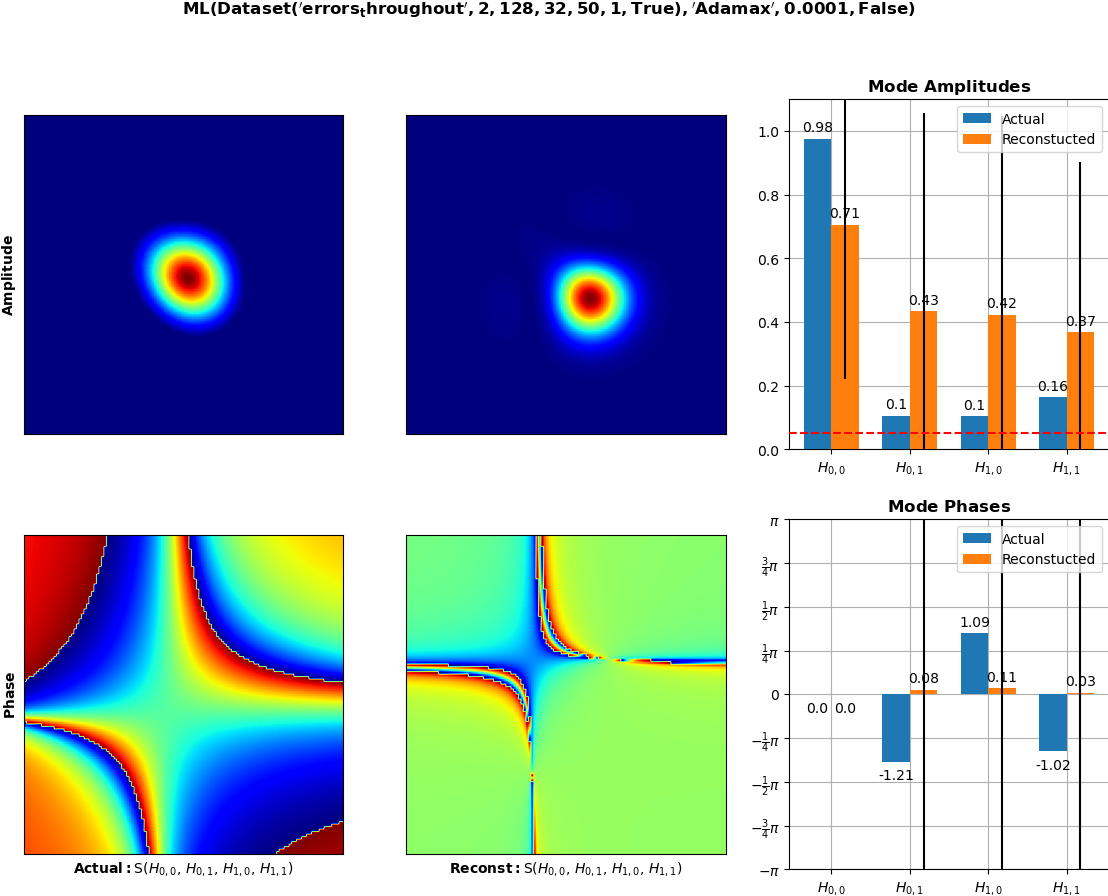 ML(Dataset('errors_throughout', 2, 128, 32, 50, 1, True), 'Adamax', 0.0001, False)
Mode Amplitudes
Amplitude
Actual
Reconstucted
1.0
0.8
0.6
0.4
0.2
0.0
0.98
0.71
0.1
0.43
0.1
0.42
0.16
0.37
H0,0 H0,1 H1,0 H1,1
Mode Phases
Phase
Actual
Reconstucted
π
3/4π
1/2π
1/4π
0
−1/4π
−1/2π
−3/4π
−π
0.0 0.0
-1.21
0.08
1.09
0.11
-1.02
0.03
H0,0 H0,1 H1,0 H1,1
Actual: S(H0,0, H0,1, H1,0, H1,1)
Reconst: S(H0,0, H0,1, H1,0, H1,1)